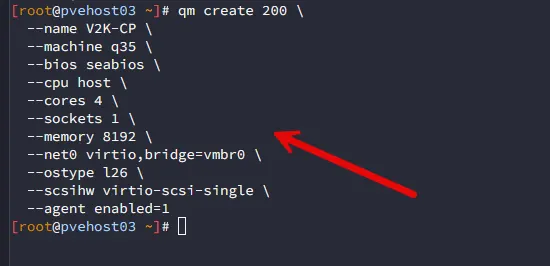 [root@pvehost03 ~]# qm create 200 \
--name V2K-CP \
--machine q35 \
--bios seabios \
--cpu host \
--cores 4 \
--sockets 1 \
--memory 8192 \
--net0 virtio,bridge=vmbr0 \
--ostype l26 \
--scsihw virtio-scsi-single \
--agent enabled=1
[root@pvehost03 ~]#